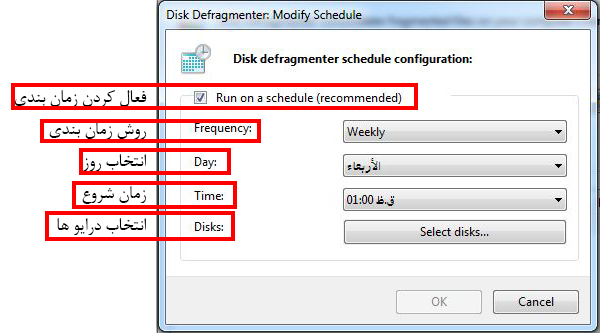 Disk Defragmenter: Modify Schedule
Disk defragmenter schedule configuration:
فعال کردن زمان بندی Run on a schedule (recommended)
روش زمان بندی Frequency: Weekly
انتخاب روز Day: الأربعاء
زمان شروع Time: 01:00 ق.ظ
انتخاب درایو ها Disks: Select disks...
OK Cancel